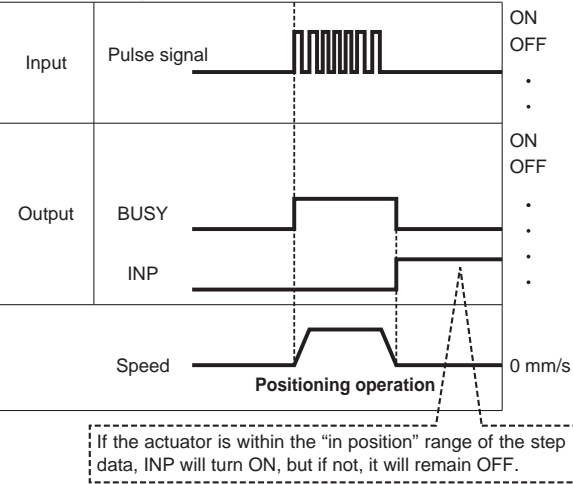 ON
OFF
Input
Pulse signal
ON
OFF
Output
BUSY
INP
Speed
0 mm/s
Positioning operation
If the actuator is within the “in position” range of the step
data, INP will turn ON, but if not, it will remain OFF.